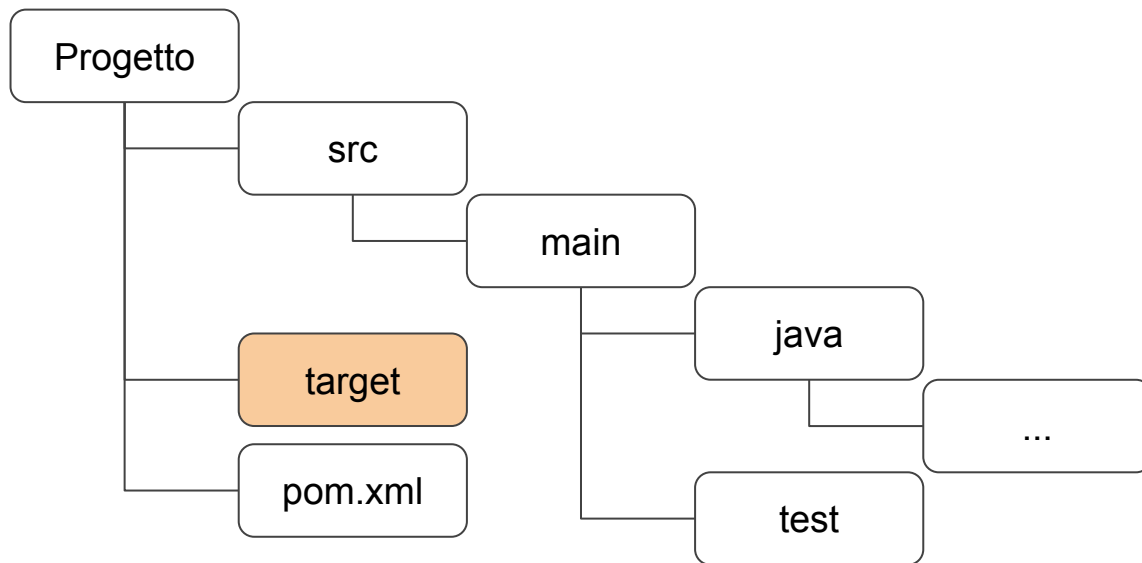 Progetto
src
main
java
target
...
pom.xml
test